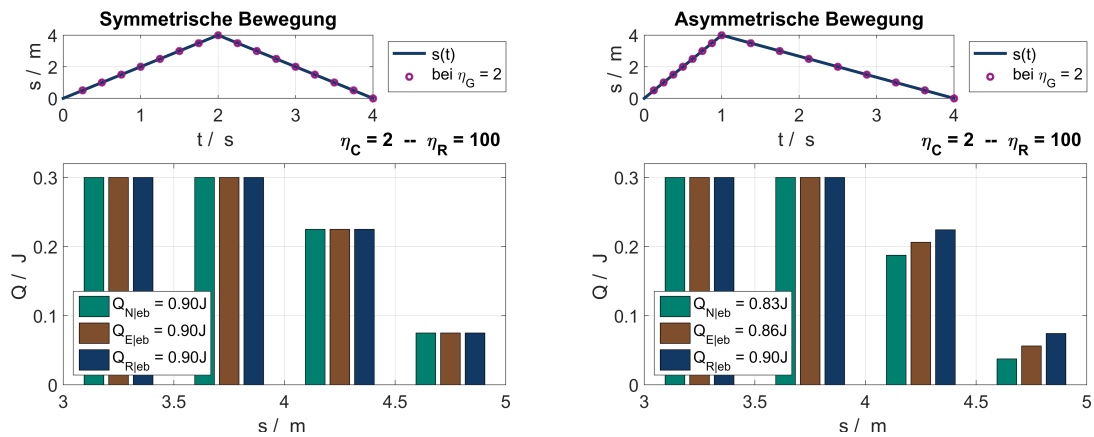 Symmetrische Bewegung
s / m
4
2
0
0
1
2
3
4
t / s
s(t)
bei η_G = 2
η_C = 2 -- η_R = 100
Q / J
0.3
0.2
0.1
0
Q_N|eb = 0.90J
Q_E|eb = 0.90J
Q_R|eb = 0.90J
3
3.5
4
4.5
5
s / m
Asymmetrische Bewegung
s / m
4
2
0
0
1
2
3
4
t / s
s(t)
bei η_G = 2
η_C = 2 -- η_R = 100
Q / J
0.3
0.2
0.1
0
Q_N|eb = 0.83J
Q_E|eb = 0.86J
Q_R|eb = 0.90J
3
3.5
4
4.5
5
s / m